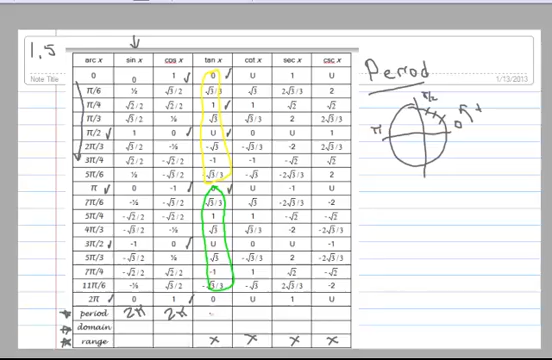 1.5
Note Title
1/13/2013
Period
arc x sin x cos x tan x cot x sec x csc x
0 0 1 0 U 1 U
π/6 ½ √3/2 √3/3 √3 2√3/3 2
π/4 √2/2 √2/2 1 1 √2 √2
π/3 √3/2 ½ √3 √3/3 2 2√3/3
π/2 1 0 U 0 U 1
2π/3 √3/2 -½ -√3 -√3/3 -2 2√3/3
3π/4 √2/2 -√2/2 -1 -1 -√2 √2
5π/6 ½ -√3/2 -√3/3 -√3 -2√3/3 2
π 0 -1 0 U -1 U
7π/6 -½ -√3/2 √3/3 √3 -2√3/3 -2
5π/4 -√2/2 -√2/2 1 1 -√2 -√2
4π/3 -√3/2 -½ √3 √3/3 -2 -2√3/3
3π/2 -1 0 U 0 U -1
5π/3 -√3/2 ½ -√3 -√3/3 2 -2√3/3
7π/4 -√2/2 √2/2 -1 -1 √2 -√2
11π/6 -½ √3/2 -√3/3 -√3 2√3/3 -2
2π 0 1 0 U 1 U
period 2π 2π
domain
range x x x x
π/2
π
0